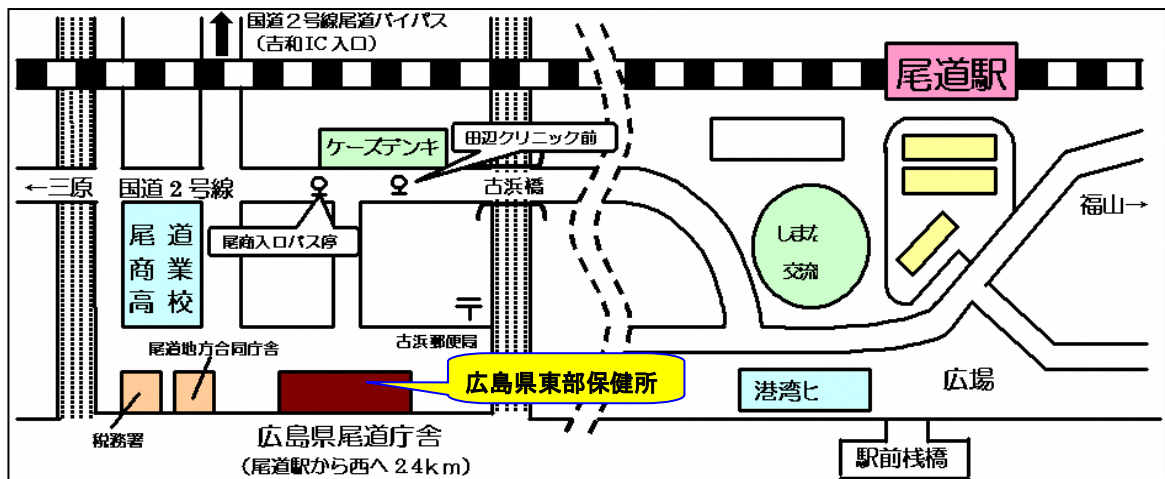 国道２号線尾道バイパス
（吉和ＩＣ入口）
尾道駅
ケーズデンキ
田辺クリニック前
←三原
国道２号線
古浜橋
福山→
尾道
商業
高校
尾商入口バス停
しまな
交流
古浜郵便局
尾道地方合同庁舎
広島県東部保健所
港湾ヒ
広場
税務署
広島県尾道庁舎
（尾道駅から西へ 2.4ｋｍ）
駅前桟橋